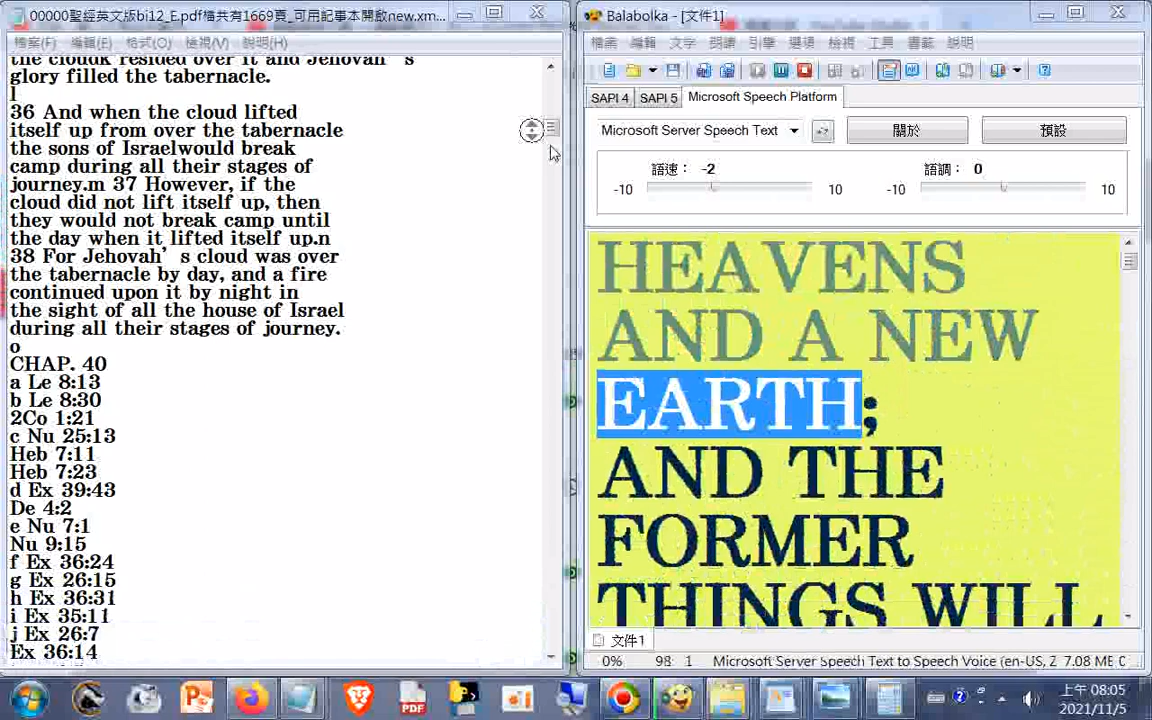 00000聖經英文版bi12_E.pdf檔共有1669頁_可用記事本開啟new.xm...
檔案(F) 編輯(E) 格式(O) 檢視(V) 說明(H)
the cloudk resided over it and Jehovah's
glory filled the tabernacle.
l
36 And when the cloud lifted
itself up from over the tabernacle
the sons of Israelwould break
camp during all their stages of
journey.m 37 However, if the
cloud did not lift itself up, then
they would not break camp until
the day when it lifted itself up.n
38 For Jehovah's cloud was over
the tabernacle by day, and a fire
continued upon it by night in
the sight of all the house of Israel
during all their stages of journey.
o
CHAP. 40
a Le 8:13
b Le 8:30
2Co 1:21
c Nu 25:13
Heb 7:11
Heb 7:23
d Ex 39:43
De 4:2
e Nu 7:1
Nu 9:15
f Ex 36:24
g Ex 26:15
h Ex 36:31
i Ex 35:11
j Ex 26:7
Ex 36:14
Balabolka - [文件1]
檔案 編輯 文字 朗讀 引擎 選項 檢視 工具 書籤 說明
SAPI 4 SAPI 5 Microsoft Speech Platform
Microsoft Server Speech Text 關於 預設
語速： -2 語調： 0
-10 10 -10 10
HEAVENS
AND A NEW
EARTH;
AND THE
FORMER
THINGS WILL
文件1
0% 98: 1 Microsoft Server Speech Text to Speech Voice (en-US, Z 7.08 ME 0
PDF
上午 08:05
2021/11/5